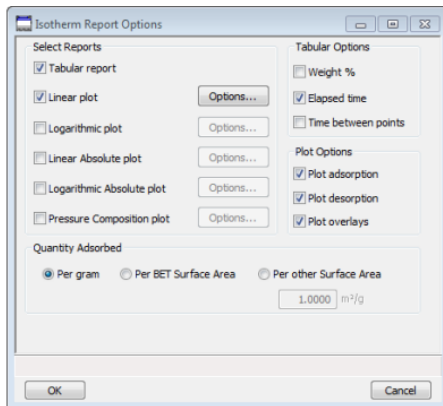 Isotherm Report Options
Select Reports
Tabular report
Linear plot Options...
Logarithmic plot Options...
Linear Absolute plot Options...
Logarithmic Absolute plot Options...
Pressure Composition plot Options...
Tabular Options
Weight %
Elapsed time
Time between points
Plot Options
Plot adsorption
Plot desorption
Plot overlays
Quantity Adsorbed
Per gram Per BET Surface Area Per other Surface Area
1.0000 m²/g
OK Cancel